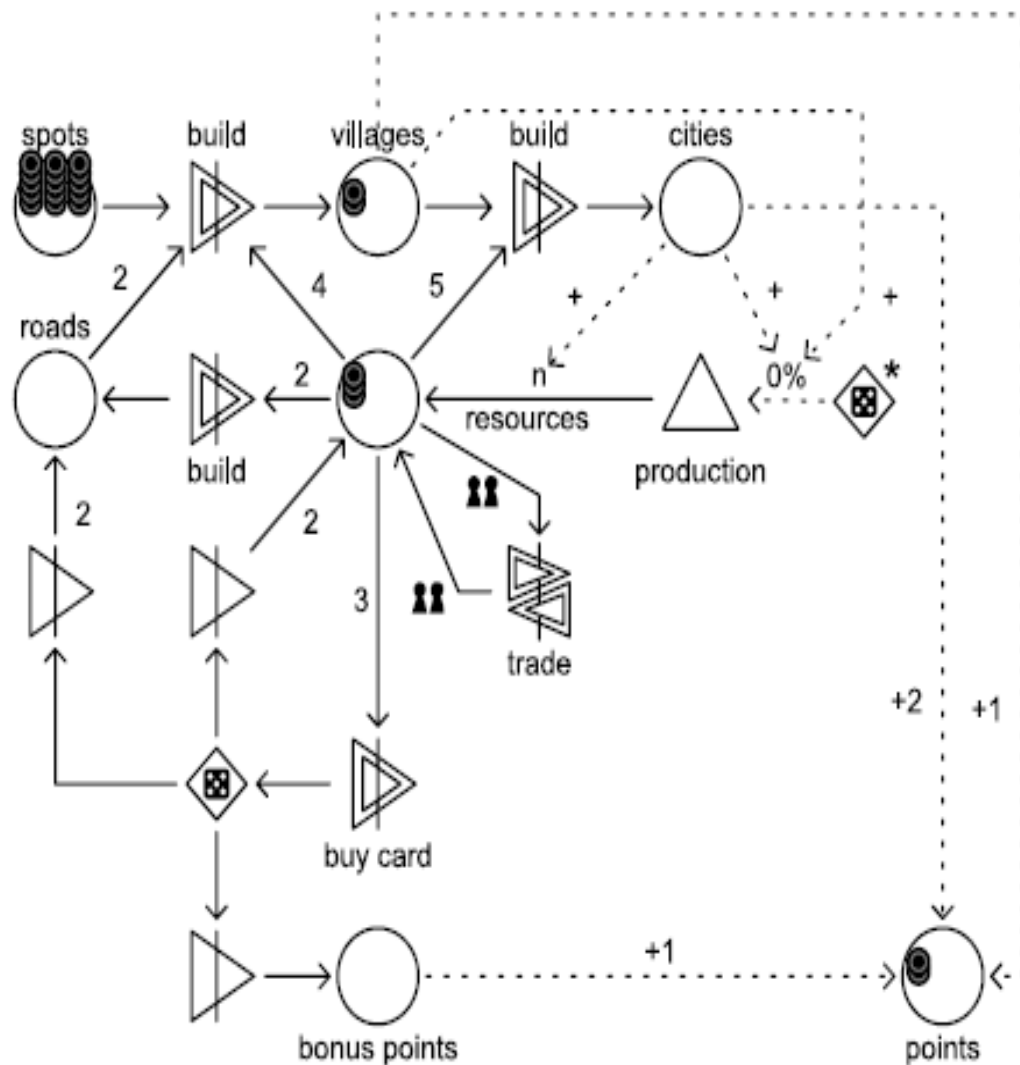 spots
build
villages
build
cities
2
4
5
+
+
+
roads
2
n
0%
*
resources
build
production
2
2
3
trade
+2
+1
buy card
+1
bonus points
points